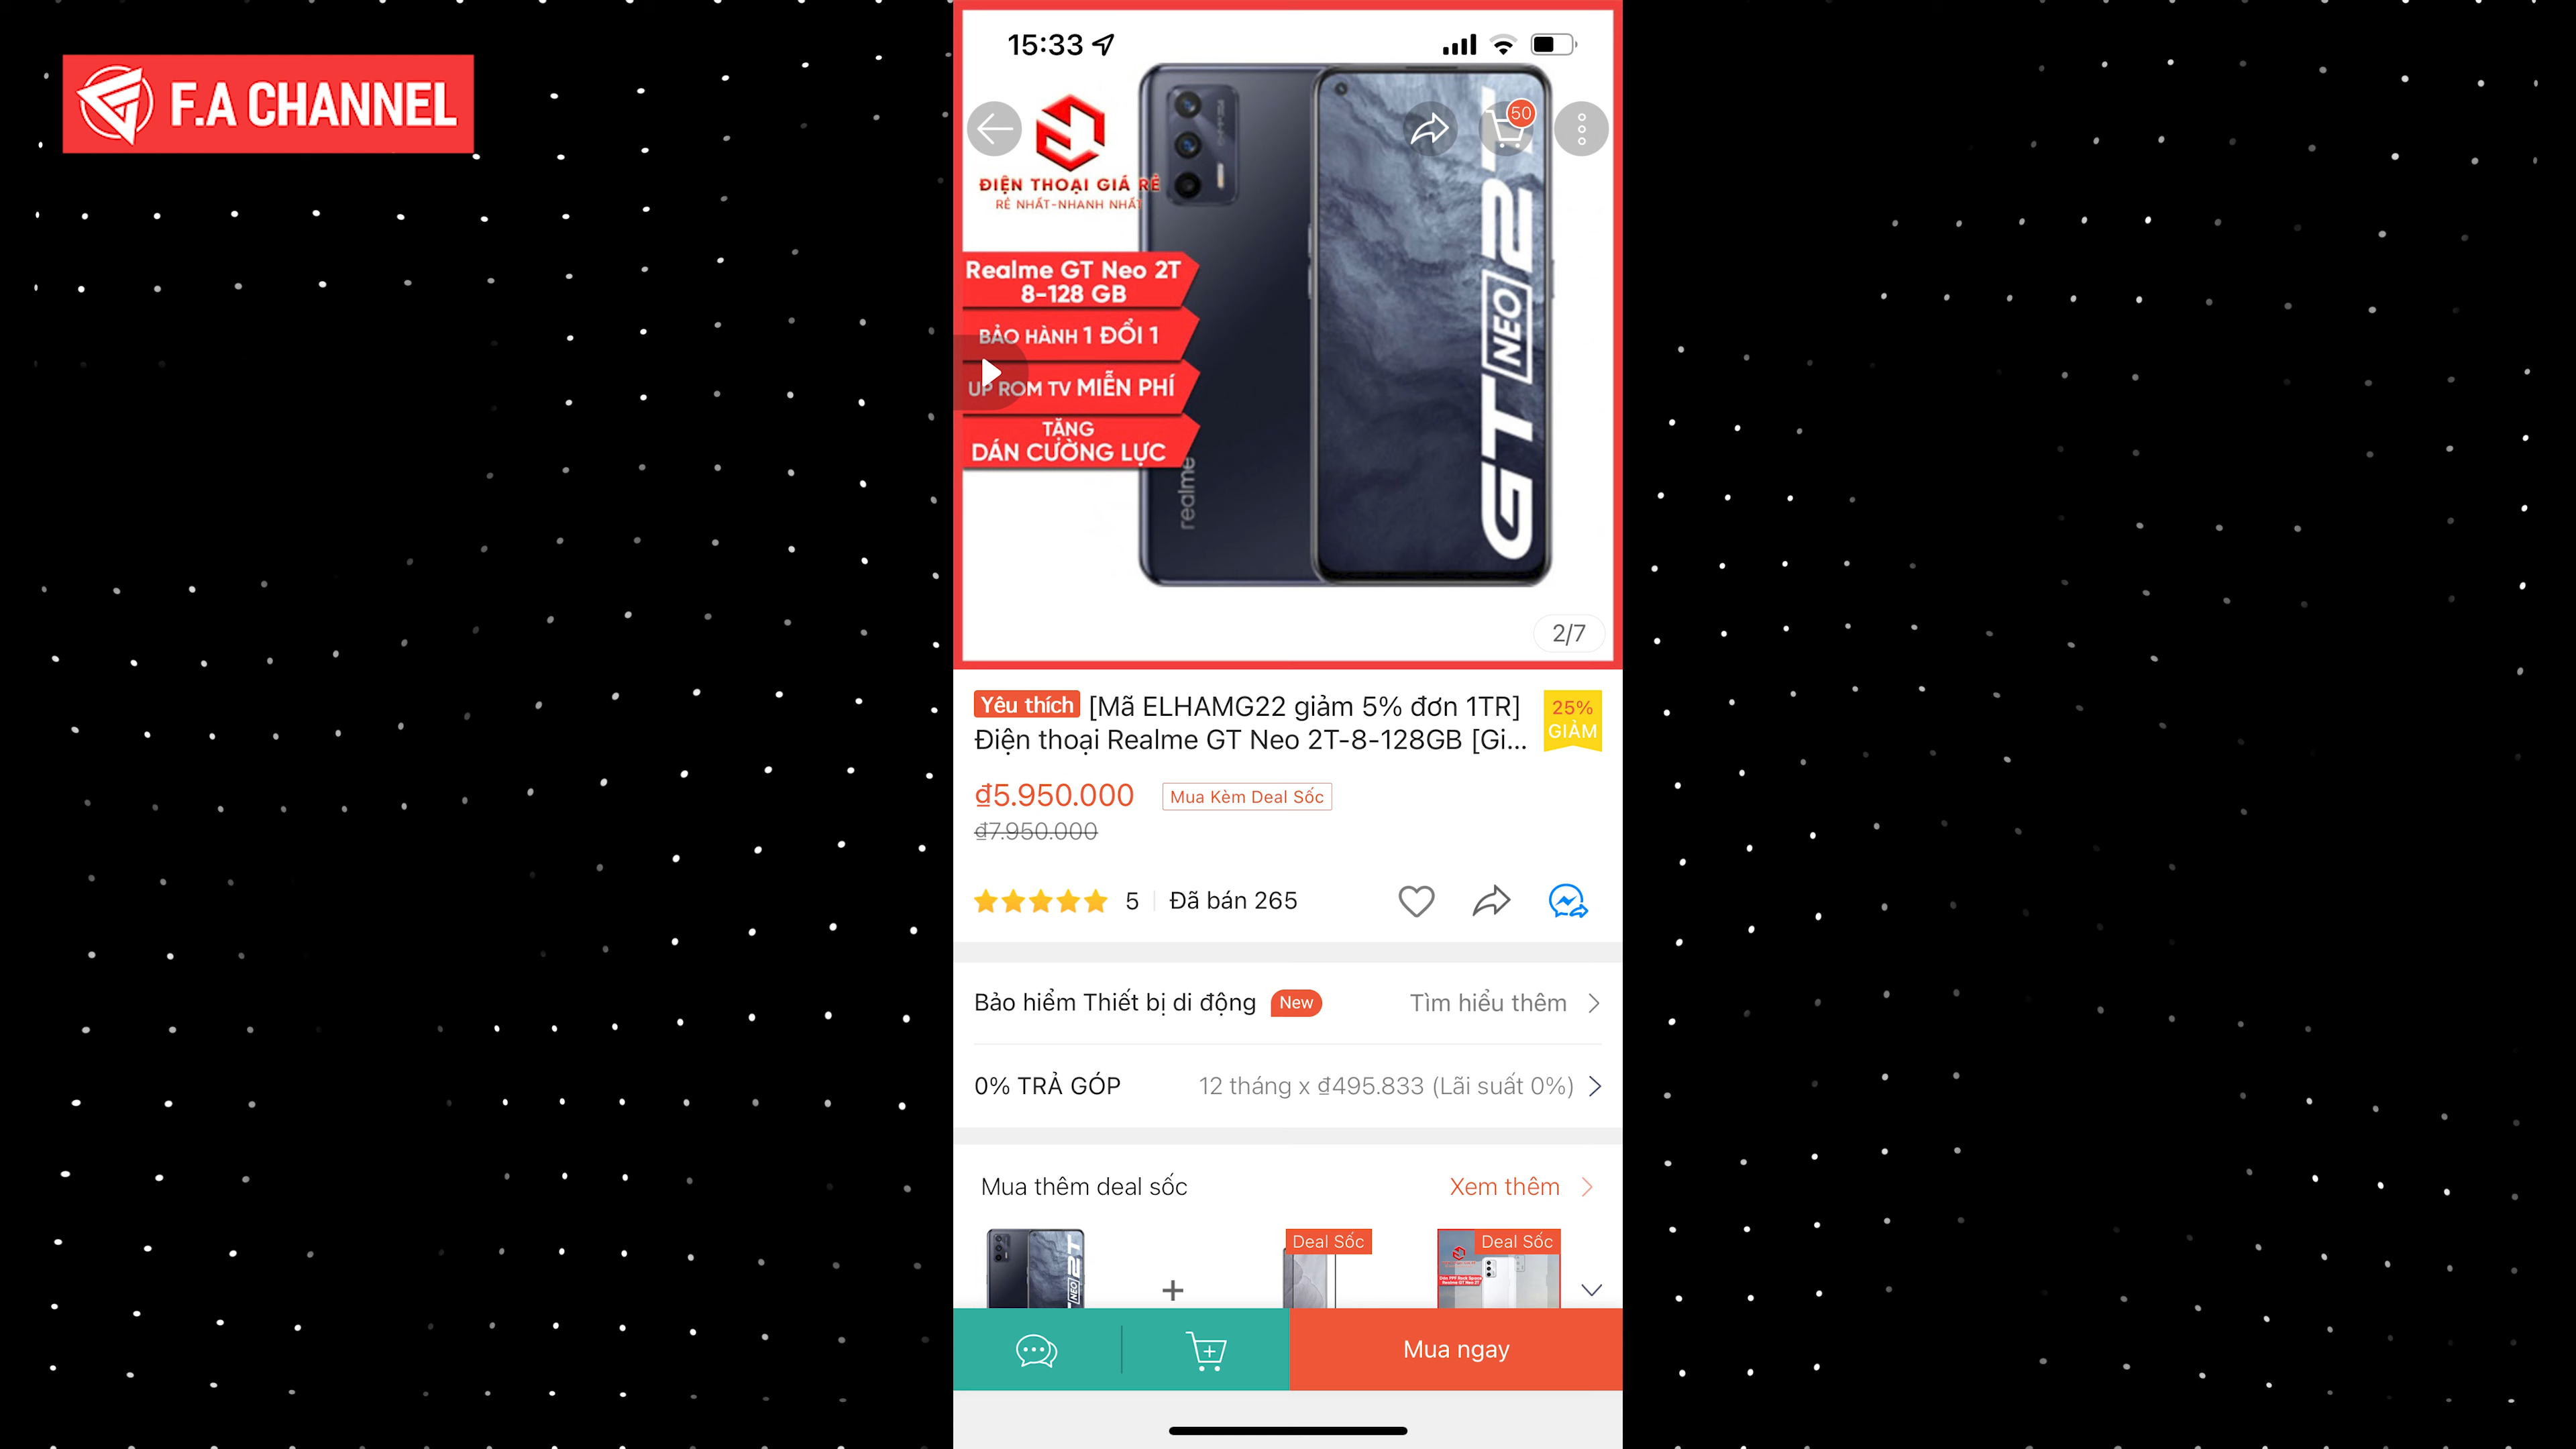 F.A CHANNEL
15:33
50
ĐIỆN THOẠI GIÁ RẺ
RẺ NHẤT-NHANH NHẤT
Realme GT Neo 2T
8-128 GB
BẢO HÀNH 1 ĐỔI 1
UP ROM TV MIỄN PHÍ
TẶNG
DÁN CƯỜNG LỰC
realme
GT NEO 2T
2/7
Yêu thích [Mã ELHAMG22 giảm 5% đơn 1TR]
Điện thoại Realme GT Neo 2T-8-128GB [Gi...
25%
GIẢM
₫5.950.000
Mua Kèm Deal Sốc
₫7.950.000
5
Đã bán 265
Bảo hiểm Thiết bị di động
New
Tìm hiểu thêm
0% TRẢ GÓP
12 tháng x ₫495.833 (Lãi suất 0%)
Mua thêm deal sốc
Xem thêm
NEO 2T
+
Deal Sốc
Deal Sốc
Mua ngay